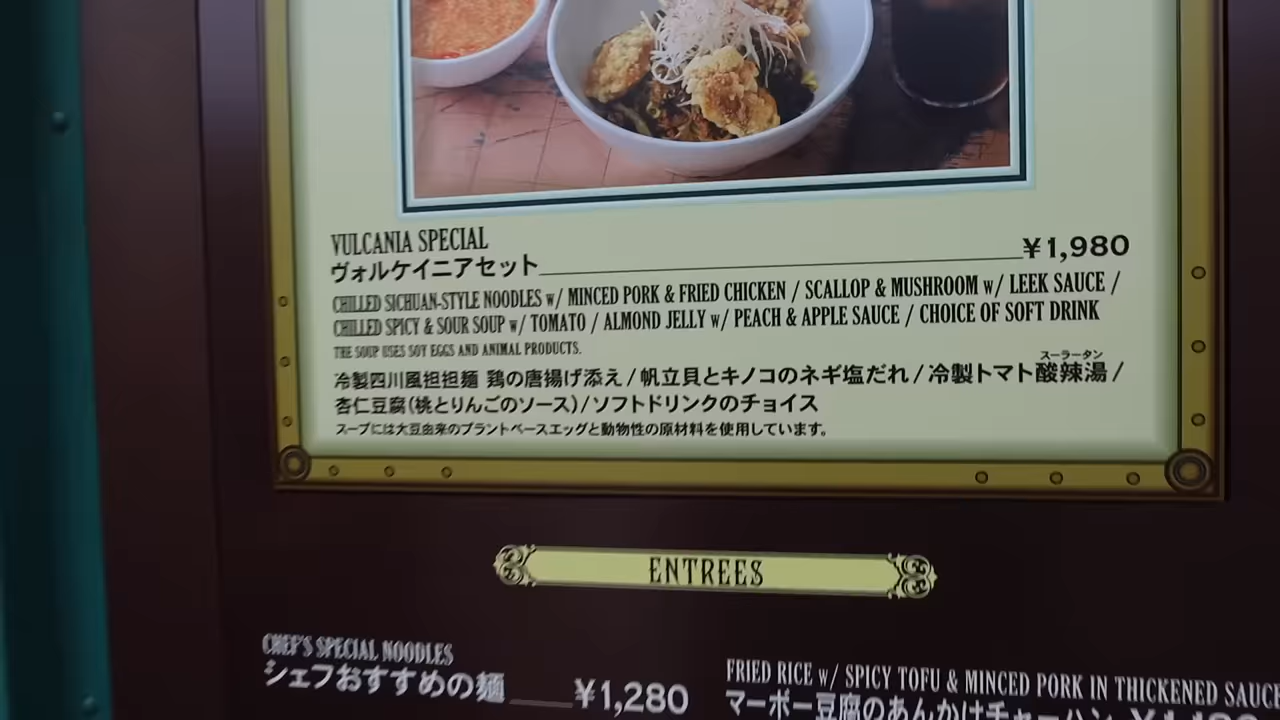 VULCANIA SPECIAL
ヴォルケイニアセット ¥1,980
CHILLED SICHUAN-STYLE NOODLES w/ MINCED PORK & FRIED CHICKEN / SCALLOP & MUSHROOM w/ LEEK SAUCE /
CHILLED SPICY & SOUR SOUP w/ TOMATO / ALMOND JELLY w/ PEACH & APPLE SAUCE / CHOICE OF SOFT DRINK
THE SOUP USES SOY EGGS AND ANIMAL PRODUCTS.
冷製四川風担担麺 鶏の唐揚げ添え/帆立貝とキノコのネギ塩だれ/冷製トマト酸辣湯/
スーラータン
杏仁豆腐(桃とりんごのソース)/ソフトドリンクのチョイス
スープには大豆由来のプラントベースエッグと動物性の原材料を使用しています。
ENTREES
CHEF'S SPECIAL NOODLES
シェフおすすめの麺 ¥1,280
FRIED RICE w/ SPICY TOFU & MINCED PORK IN THICKENED SAUCE
マーボー豆腐のあんかけチャーハン